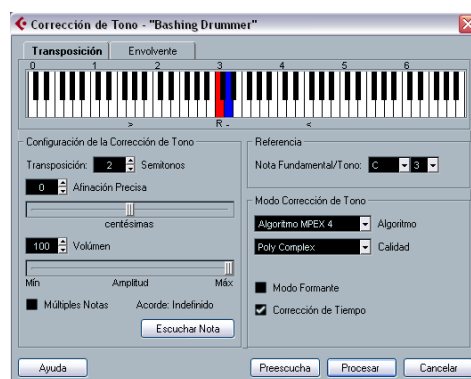 Corrección de Tono - "Bashing Drummer"
Transposición Envolvente
0 1 2 3 4 5 6
> R - <
Configuración de la Corrección de Tono
Transposición: 2 Semitonos
0 Afinación Precisa
centésimas
100 Volúmen
Mín Amplitud Máx
Múltiples Notas Acorde: Indefinido
Escuchar Nota
Referencia
Nota Fundamental/Tono: C 3
Modo Corrección de Tono
Algoritmo MPEX 4 Algoritmo
Poly Complex Calidad
Modo Formante
Corrección de Tiempo
Ayuda Preescucha Procesar Cancelar